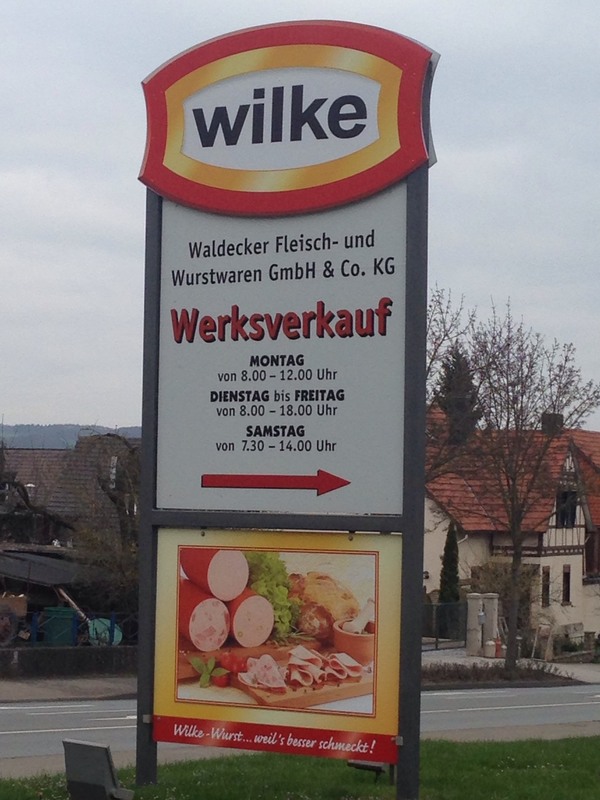 wilke
Waldecker Fleisch- und
Wurstwaren GmbH & Co. KG
Werksverkauf
MONTAG
von 8.00 – 12.00 Uhr
DIENSTAG bis FREITAG
von 8.00 – 18.00 Uhr
SAMSTAG
von 7.30 – 14.00 Uhr
Wilke-Wurst... weil's besser schmeckt!